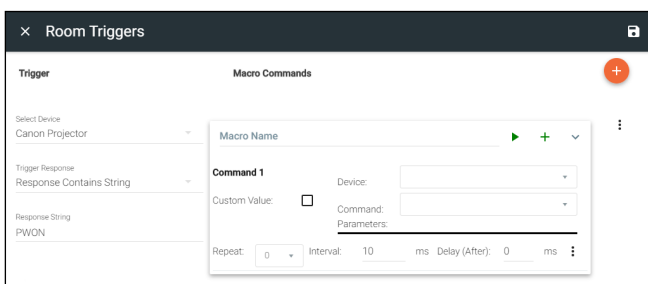 × Room Triggers
Trigger
Macro Commands
Select Device
Canon Projector
Trigger Response
Response Contains String
Response String
PWON
Macro Name
Command 1
Device:
Custom Value:
Command:
Parameters:
Repeat: 0 Interval: 10 ms Delay (After): 0 ms